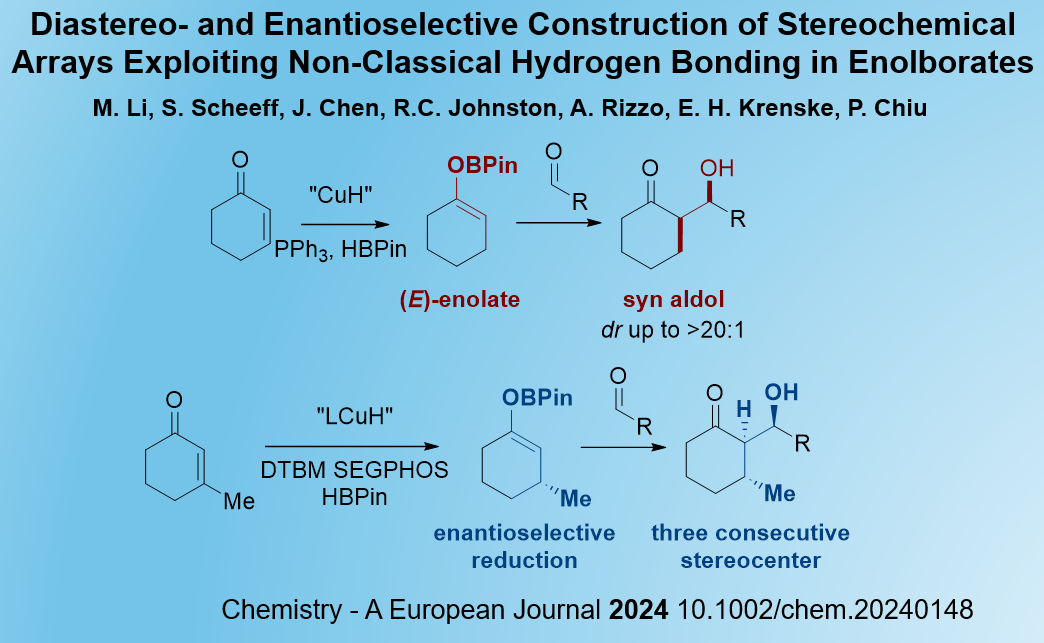 Diastereo- and Enantioselective Construction of Stereochemical
Arrays Exploiting Non-Classical Hydrogen Bonding in Enolborates
M. Li, S. Scheeff, J. Chen, R.C. Johnston, A. Rizzo, E. H. Krenske, P. Chiu
O
"CuH"
PPh3, HBPin
OBPin
(E)-enolate
O
R
O
OH
R
syn aldol
dr up to >20:1
O
Me
"LCuH"
DTBM SEGPHOS
HBPin
OBPin
Me
enantioselective
reduction
O
R
O
H
OH
R
Me
three consecutive
stereocenter
Chemistry - A European Journal 2024 10.1002/chem.20240148